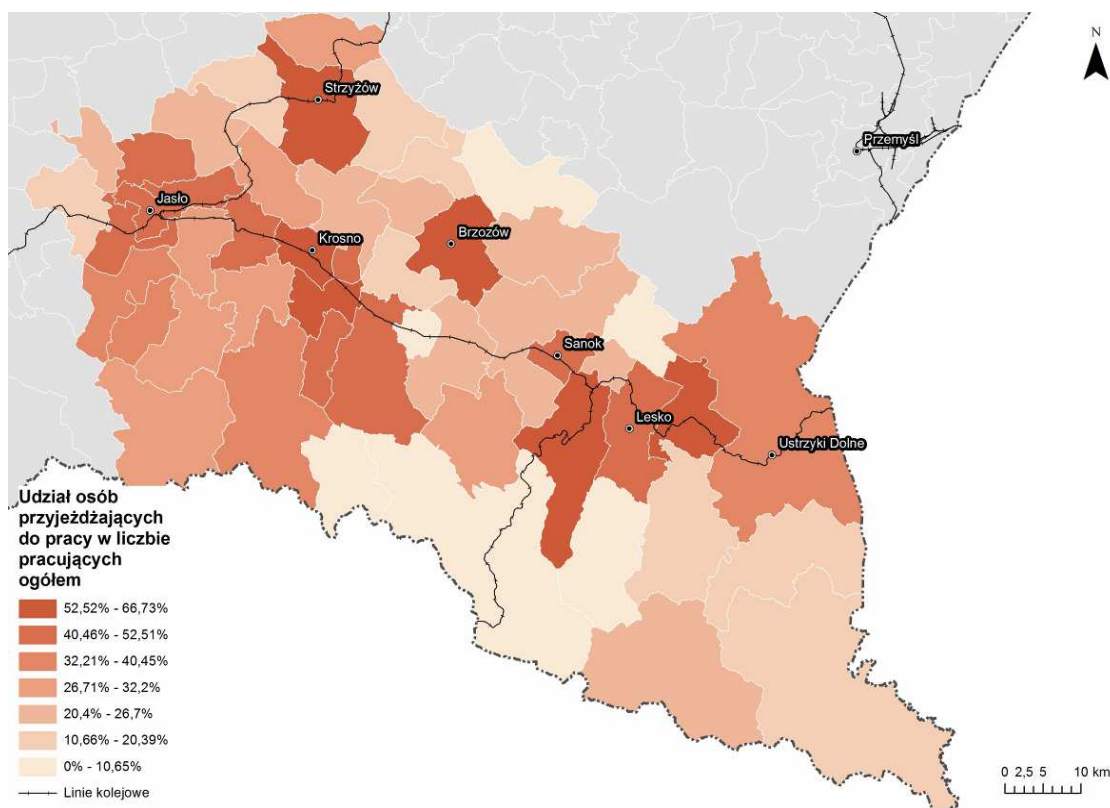 N
Strzyżów
Przemyśl
Jasło
Krosno
Brzozów
Sanok
Lesko
Ustrzyki Dolne
Udział osób
przyjeżdżających
do pracy w liczbie
pracujących
ogółem
52,52% - 66,73%
40,46% - 52,51%
32,21% - 40,45%
26,71% - 32,2%
20,4% - 26,7%
10,66% - 20,39%
0% - 10,65%
Linie kolejowe
0 2,5 5 10 km